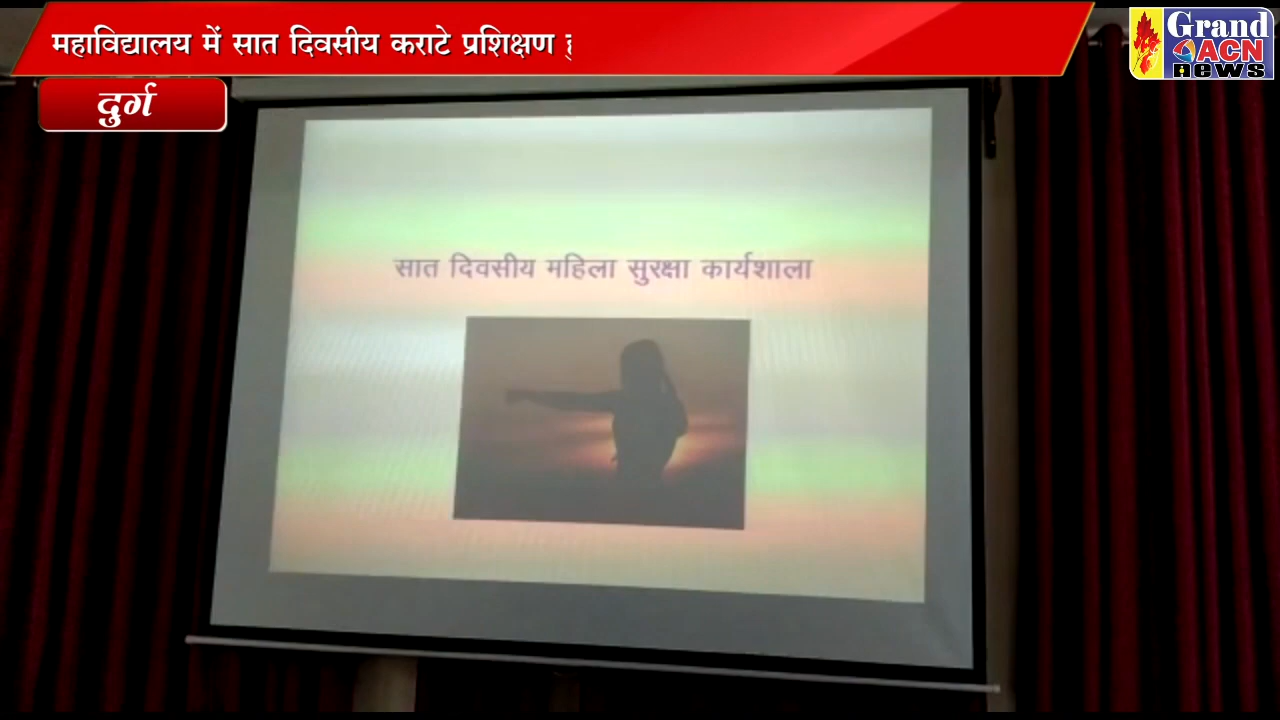 महाविद्यालय में सात दिवसीय कराटे प्रशिक्षण
Grand
ACN
news
दुर्ग
सात दिवसीय महिला सुरक्षा कार्यशाला